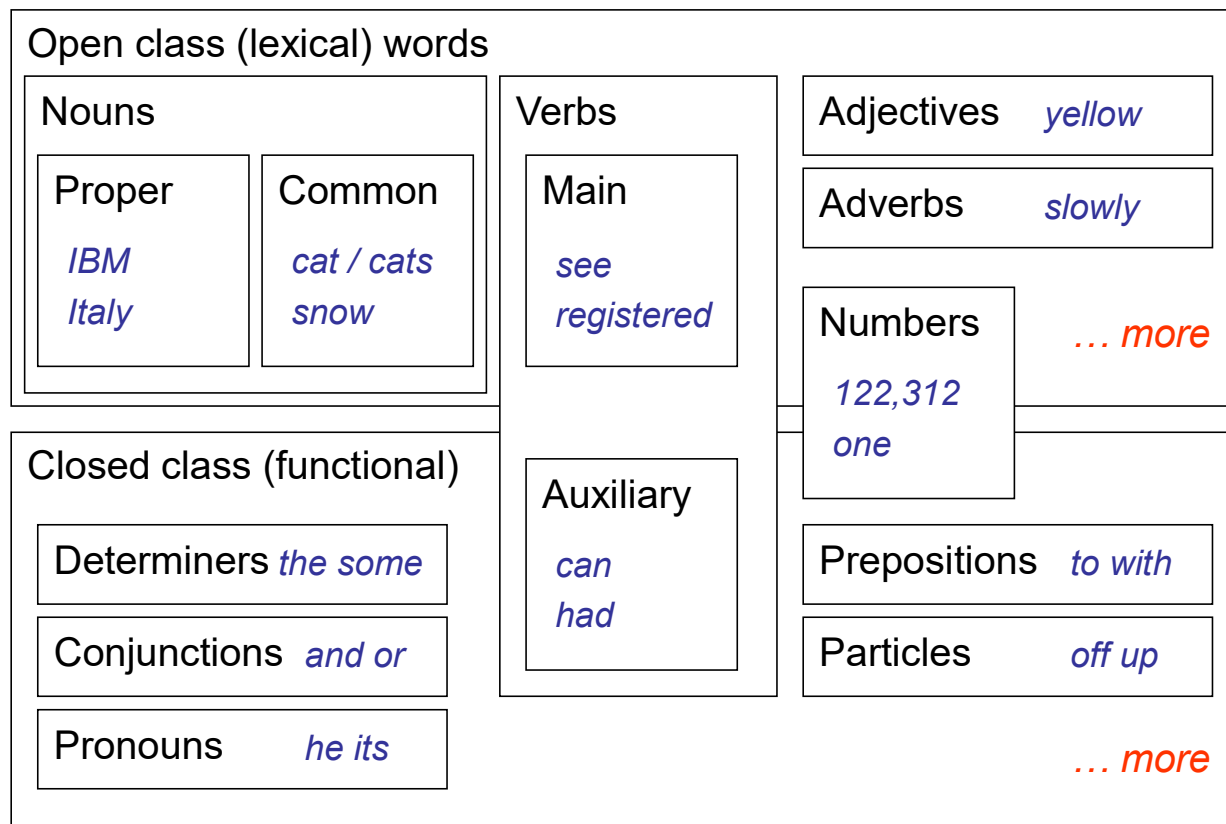 Open class (lexical) words
Nouns
Proper
IBM
Italy
Common
cat / cats
snow
Verbs
Main
see
registered
Adjectives yellow
Adverbs slowly
Numbers
122,312
one
… more
Closed class (functional)
Determiners the some
Conjunctions and or
Pronouns he its
Auxiliary
can
had
Prepositions to with
Particles off up
… more